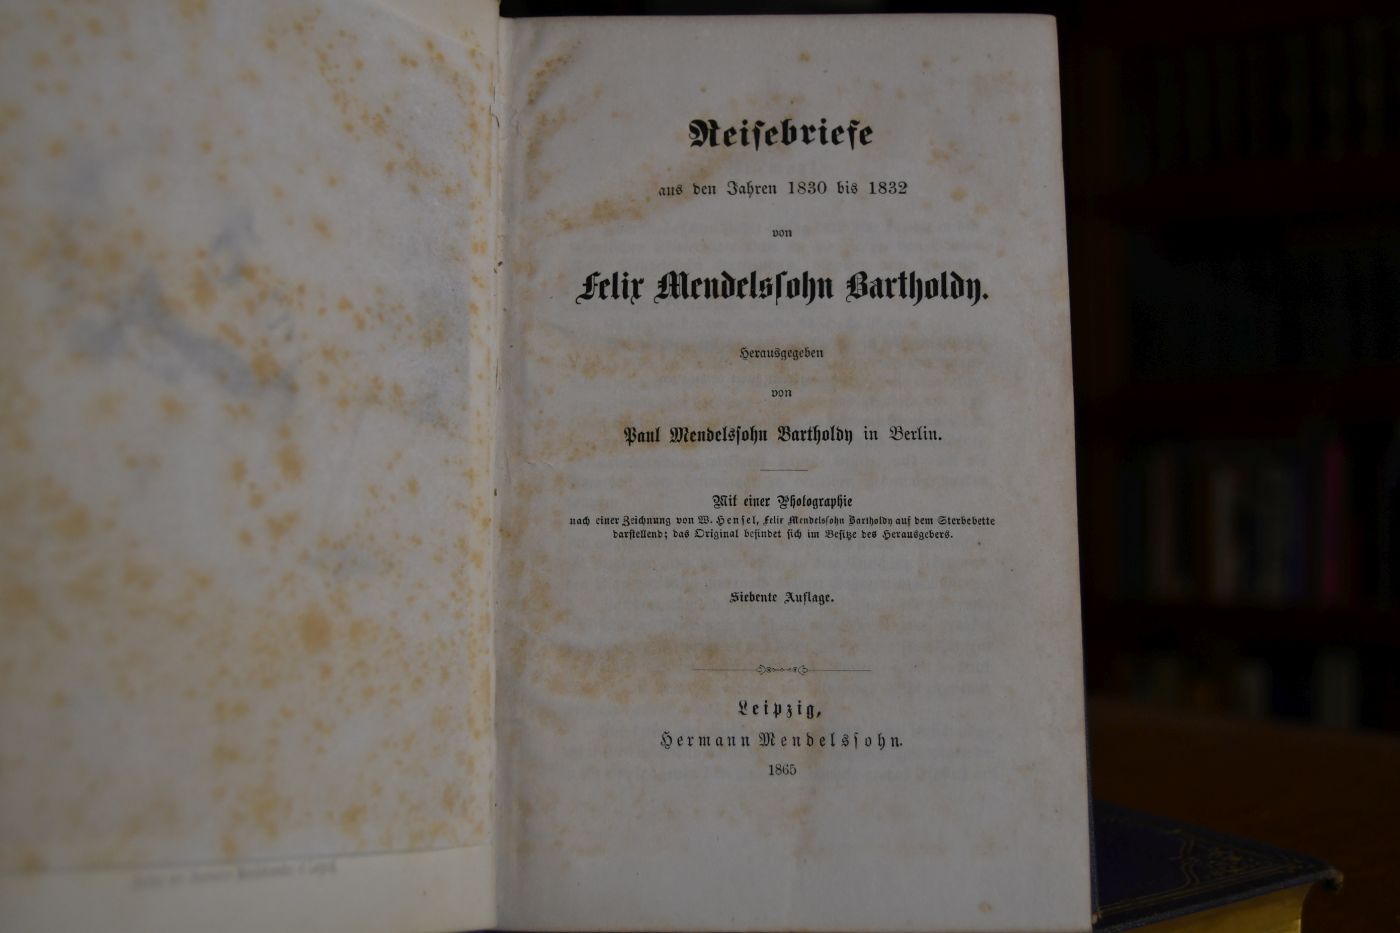 Reiſebriefe
aus den Jahren 1830 bis 1832
von
Felix Mendelsſohn Bartholdy.
Herausgegeben
von
Paul Mendelsſohn Bartholdy in Berlin.
Mit einer Photographie
nach einer Zeichnung von W. Henſel, Felix Mendelsſohn Bartholdy auf dem Sterbebette
darſtellend; das Original befindet ſich im Beſitze des Herausgebers.
Siebente Auflage.
Leipzig,
Hermann Mendelsſohn.
1865